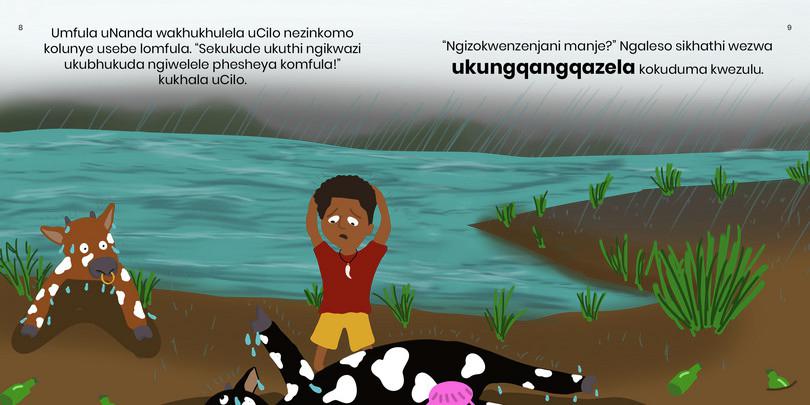 8
Umfula uNanda wakhukhulela uCilo nezinkomo
kolunye usebe lomfula. “Sekukude ukuthi ngikwazi
ukubhukuda ngiwelele phesheya komfula!”
kukhala uCilo.
9
“Ngizokwenzenjani manje?” Ngaleso sikhathi wezwa
ukungqangqazela kokuduma kwezulu.